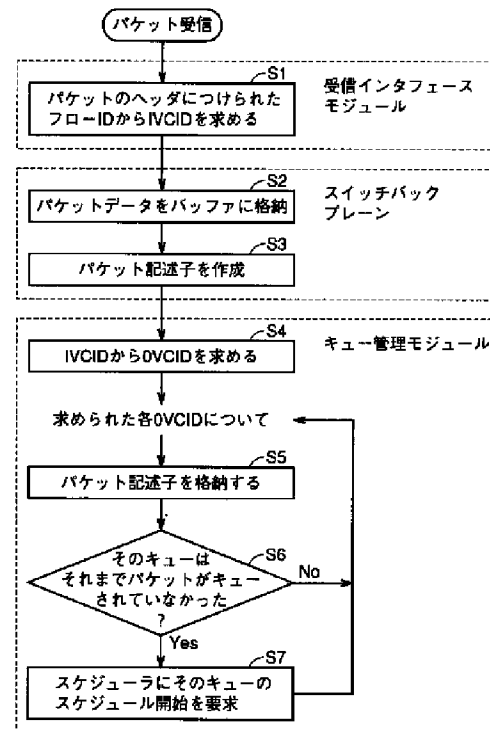 パケット受信
S1
受信インタフェース
モジュール
パケットのヘッダにつけられた
フローIDからIVCIDを求める
S2
スイッチバック
プレーン
パケットデータをバッファに格納
S3
パケット記述子を作成
S4
キュー管理モジュール
IVCIDからOVCIDを求める
求められた各OVCIDについて
S5
パケット記述子を格納する
S6
そのキューは
それまでパケットがキュー
されていなかった
?
No
Yes
S7
スケジューラにそのキューの
スケジュール開始を要求